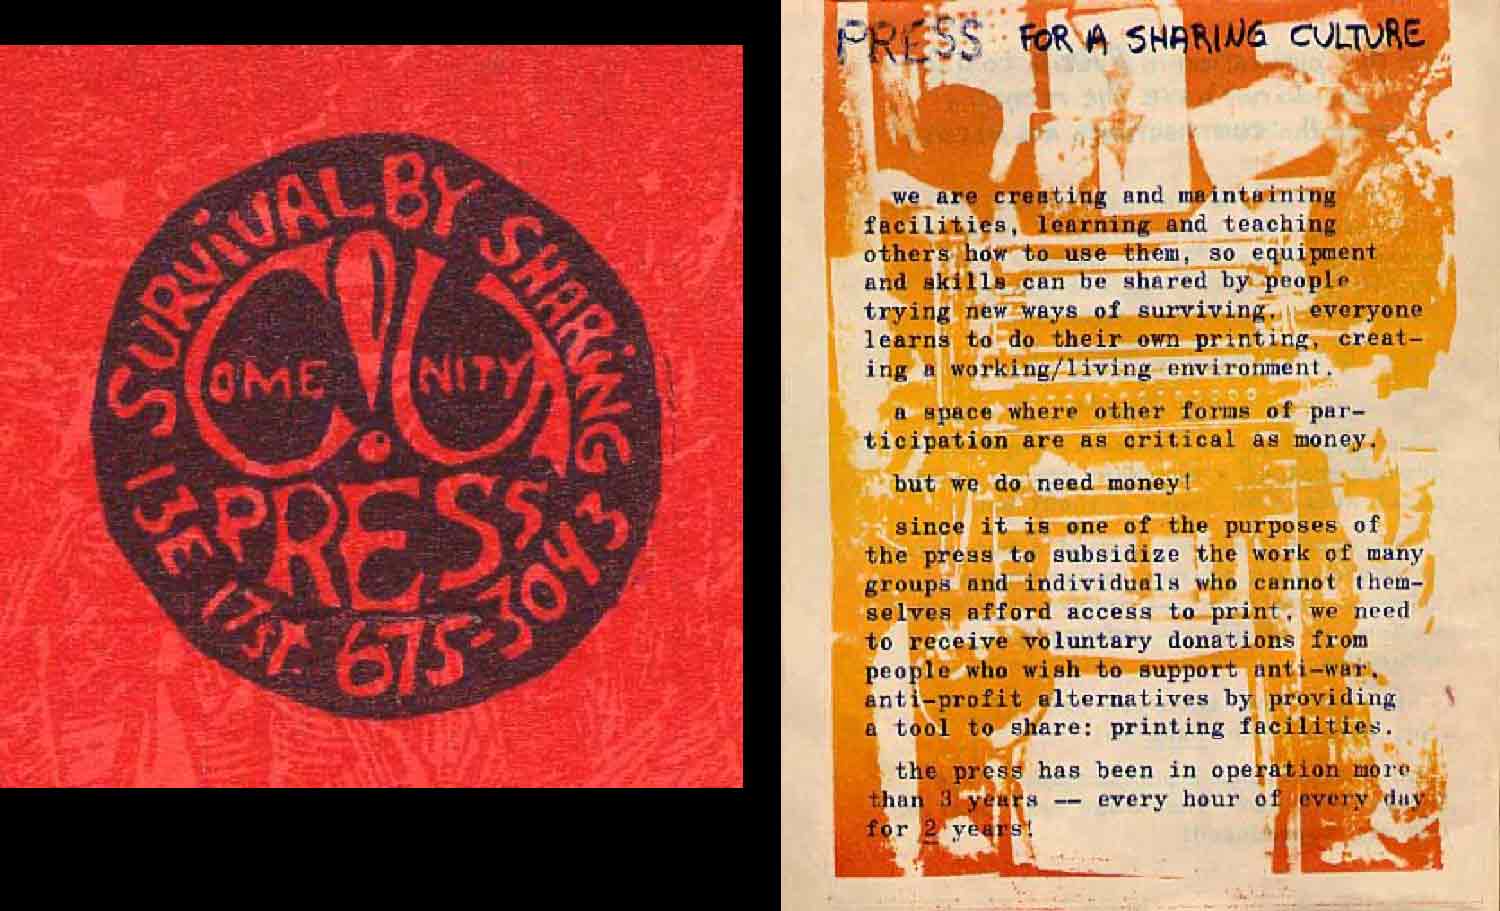 SURVIVAL BY SHARING
C!U
OME NITY
PRESS
13E 17 ST. 675-3043
PRESS FOR A SHARING CULTURE
we are creating and maintaining
facilities, learning and teaching
others how to use them, so equipment
and skills can be shared by people
trying new ways of surviving. everyone
learns to do their own printing, creat-
ing a working/living environment.
a space where other forms of par-
ticipation are as critical as money.
but we do need money!
since it is one of the purposes of
the press to subsidize the work of many
groups and individuals who cannot them-
selves afford access to print, we need
to receive voluntary donations from
people who wish to support anti-war,
anti-profit alternatives by providing
a tool to share: printing facilities.
the press has been in operation more
than 3 years -- every hour of every day
for 2 years!